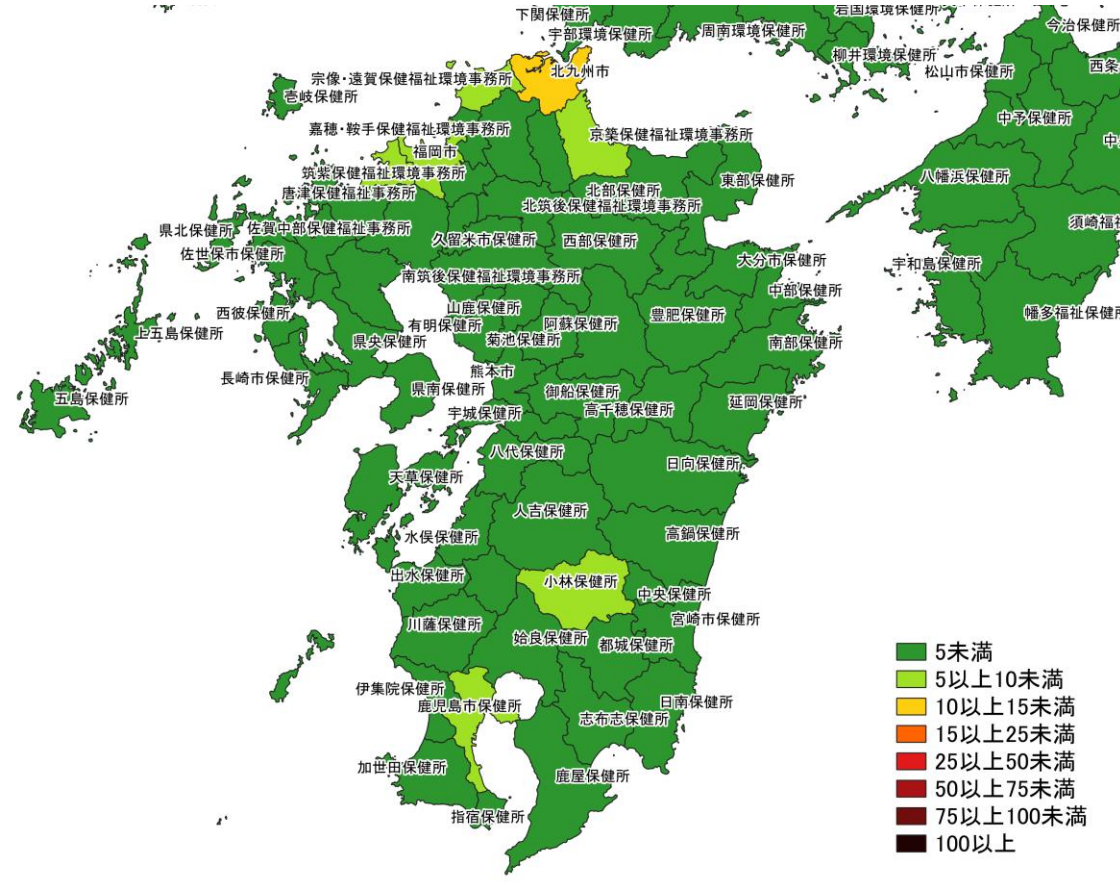 下関保健所
岩国環境保健所
宇部環境保健所
周南環境保健所
今治保健所
柳井環境保健所
松山市保健所
西条
北九州市
宗像・遠賀保健福祉環境事務所
壱岐保健所
中予保健所
嘉穂・鞍手保健福祉環境事務所
京築保健福祉環境事務所
福岡市
筑紫保健福祉環境事務所
東部保健所
八幡浜保健所
唐津保健福祉事務所
北部保健所
北筑後保健福祉環境事務所
県北保健所
佐賀中部保健福祉事務所
久留米市保健所
西部保健所
須崎福祉
佐世保市保健所
大分市保健所
宇和島保健所
南筑後保健福祉環境事務所
中部保健所
山鹿保健所
西彼保健所
有明保健所
阿蘇保健所
豊肥保健所
幡多福祉保健所
上五島保健所
県央保健所
菊池保健所
南部保健所
長崎市保健所
熊本市
県南保健所
御船保健所
五島保健所
宇城保健所
高千穂保健所
延岡保健所
八代保健所
日向保健所
天草保健所
人吉保健所
水俣保健所
高鍋保健所
出水保健所
小林保健所
中央保健所
川薩保健所
宮崎市保健所
姶良保健所
都城保健所
伊集院保健所
鹿児島市保健所
日南保健所
志布志保健所
加世田保健所
鹿屋保健所
指宿保健所
5未満
5以上10未満
10以上15未満
15以上25未満
25以上50未満
50以上75未満
75以上100未満
100以上